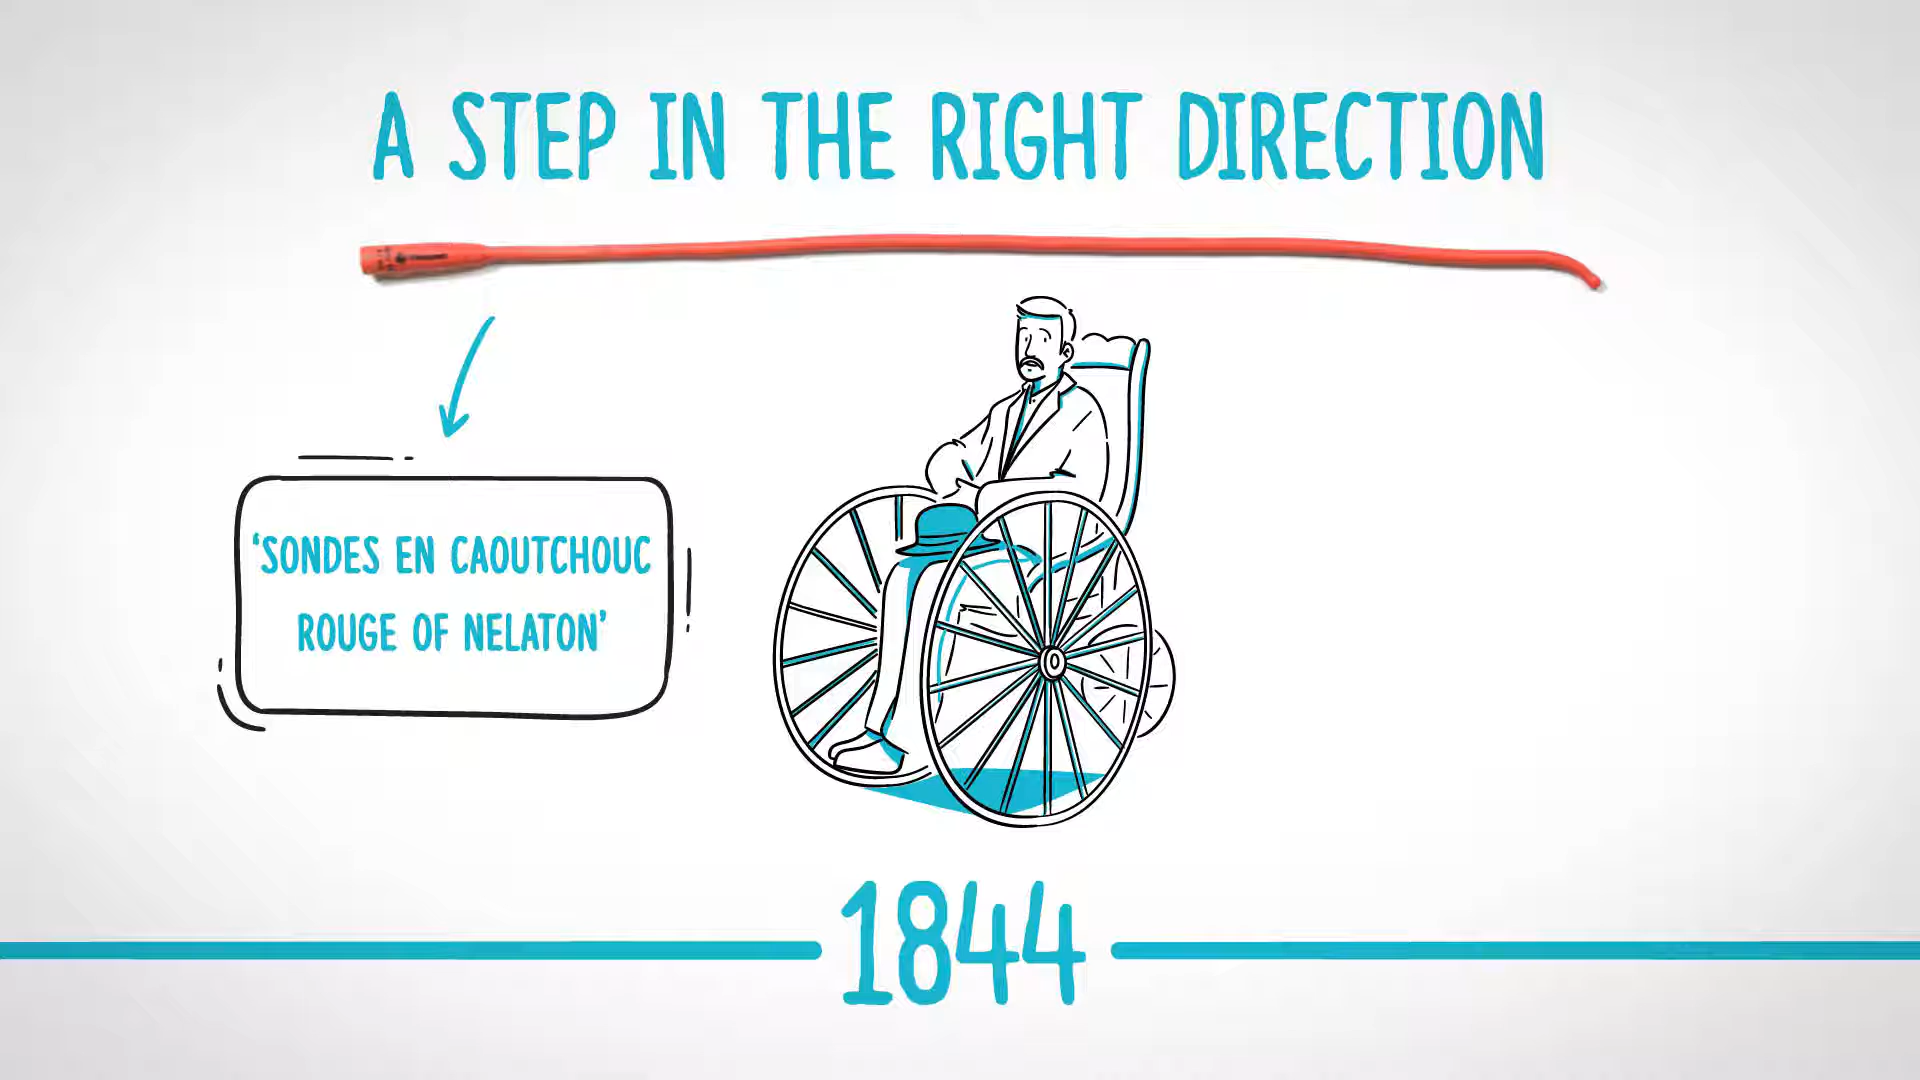 A STEP IN THE RIGHT DIRECTION
‘SONDES EN CAOUTCHOUC
ROUGE OF NELATON’
1844